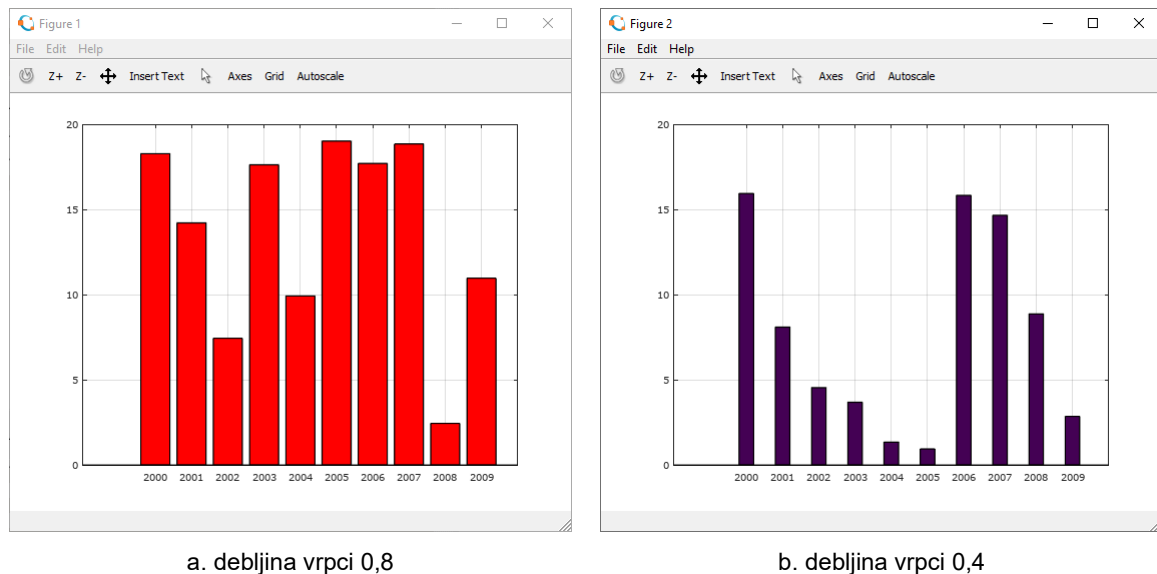 Figure 1
File Edit Help
Z+ Z- Insert Text Axes Grid Autoscale
20
15
10
5
0
2000 2001 2002 2003 2004 2005 2006 2007 2008 2009
a. debljina vrpci 0,8
Figure 2
File Edit Help
Z+ Z- Insert Text Axes Grid Autoscale
20
15
10
5
0
2000 2001 2002 2003 2004 2005 2006 2007 2008 2009
b. debljina vrpci 0,4